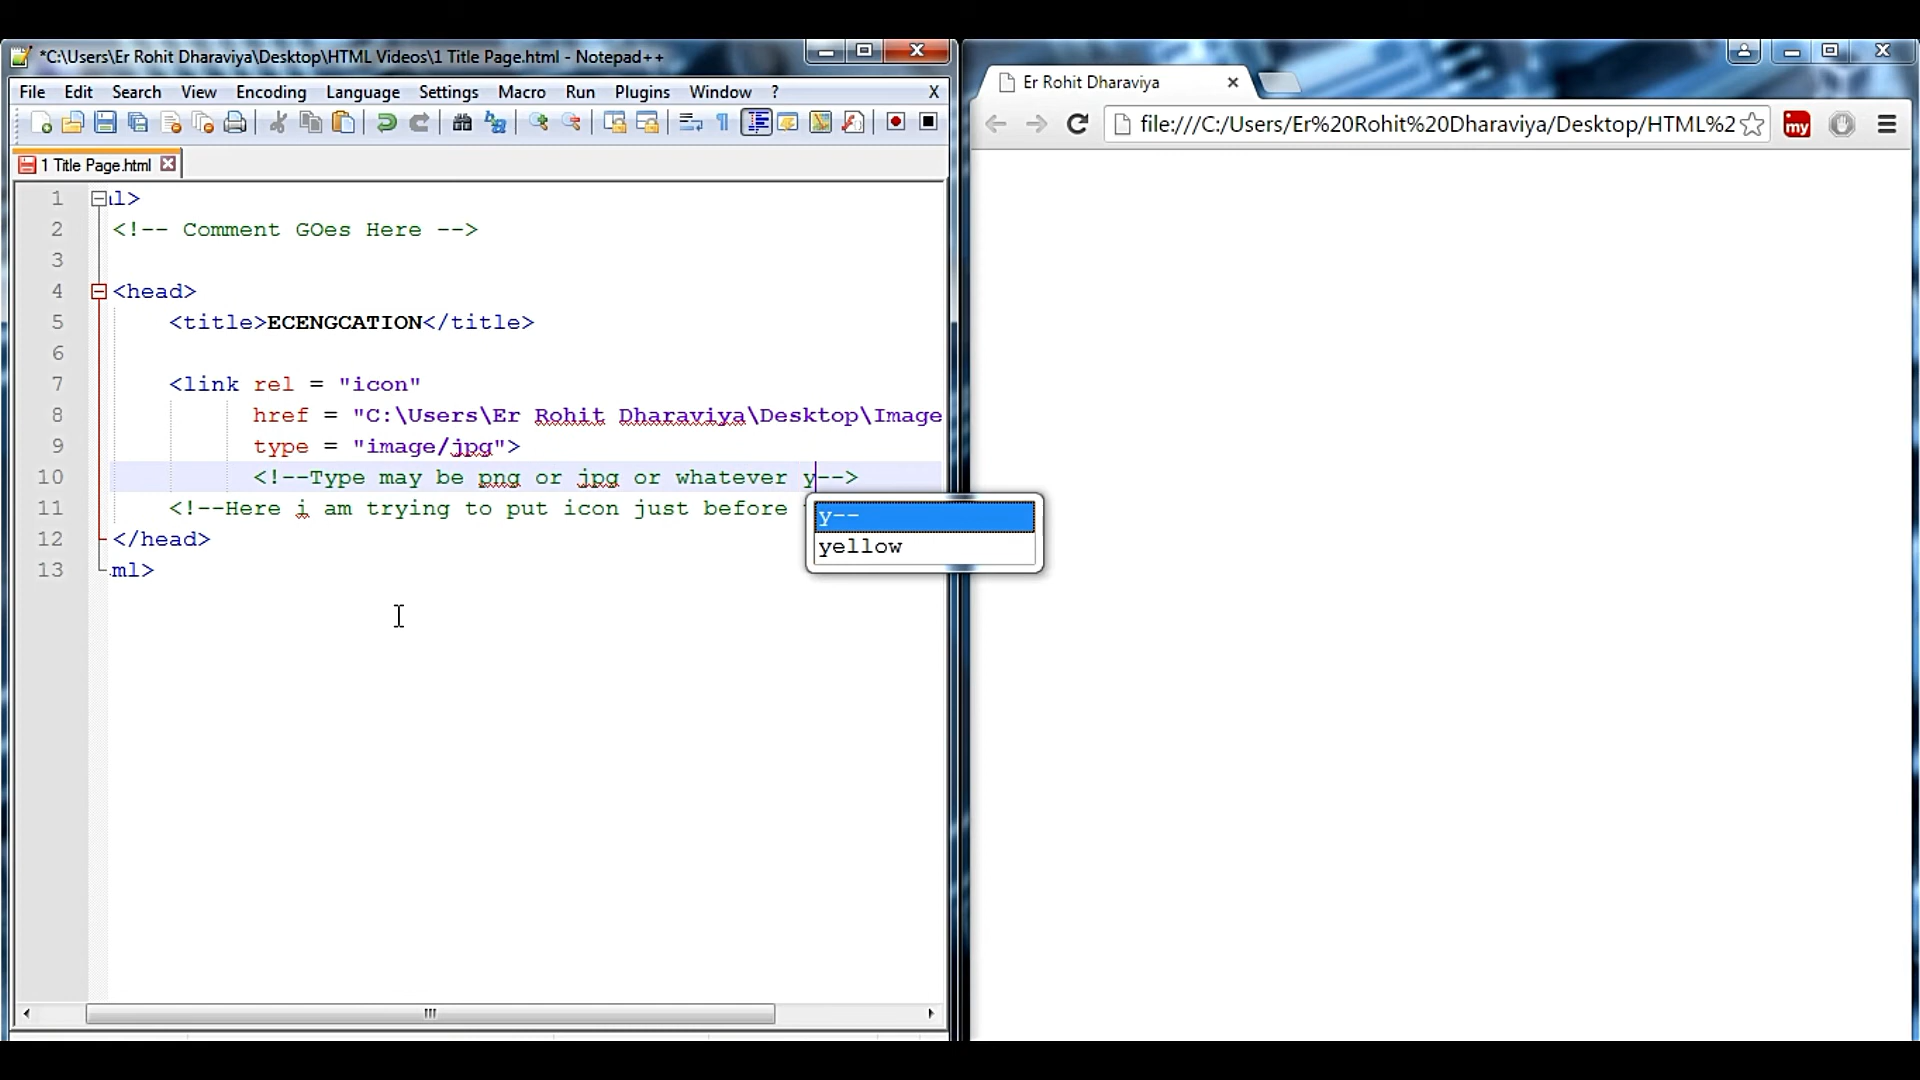 *C:\Users\Er Rohit Dharaviya\Desktop\HTML Videos\1 Title Page.html - Notepad++
File Edit Search View Encoding Language Settings Macro Run Plugins Window ? X
1 Title Page.html
1 ml>
2 <!-- Comment GOes Here -->
3
4 <head>
5 <title>ECENGCATION</title>
6
7 <link rel = "icon"
8 href = "C:\Users\Er Rohit Dharaviya\Desktop\Image
9 type = "image/jpg">
10 <!--Type may be png or jpg or whatever y-->
11 <!--Here i am trying to put icon just before
12 </head>
13 ml>
y--
yellow
Er Rohit Dharaviya
file:///C:/Users/Er%20Rohit%20Dharaviya/Desktop/HTML%2
my